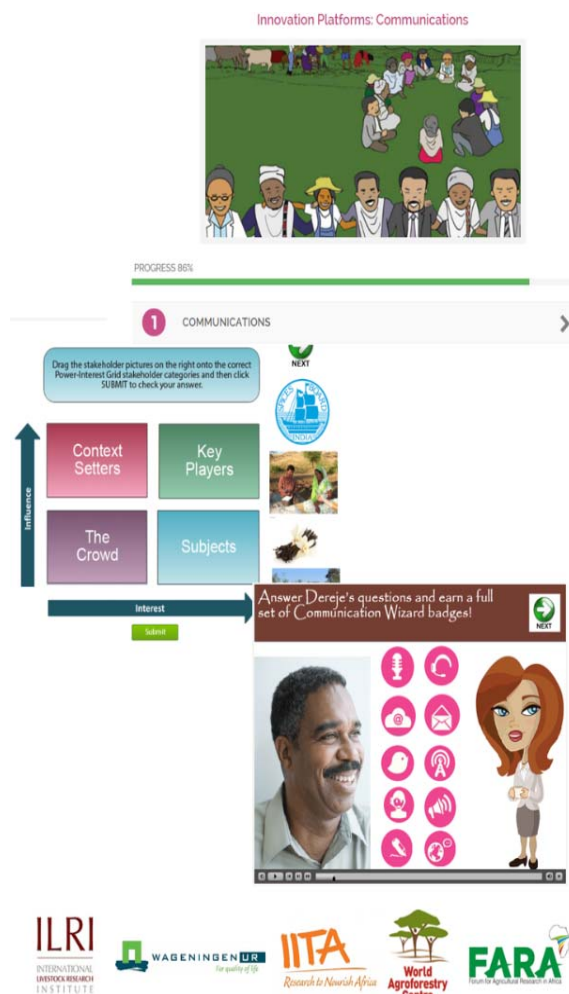 Innovation Platforms: Communications
PROGRESS 86%
1 COMMUNICATIONS
Drag the stakeholder pictures on the right onto the correct
Power-Interest Grid stakeholder categories and then click
SUBMIT to check your answer.
NEXT
SPICES BOARD
INDIA
Context
Setters
Key
Players
The
Crowd
Subjects
Influence
Interest
Submit
Answer Dereje's questions and earn a full
set of Communication Wizard badges!
NEXT
ILRI
INTERNATIONAL
LIVESTOCK RESEARCH
INSTITUTE
WAGENINGEN UR
For quality of life
IITA
Research to Nourish Africa
World
Agroforestry
FARA
Forum for Agricultural Research in Africa